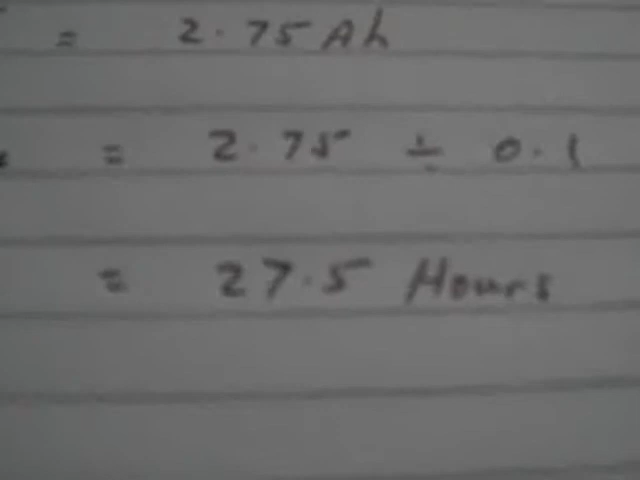 = 2.75 Ah
= 2.75 ÷ 0.1
= 27.5 Hours